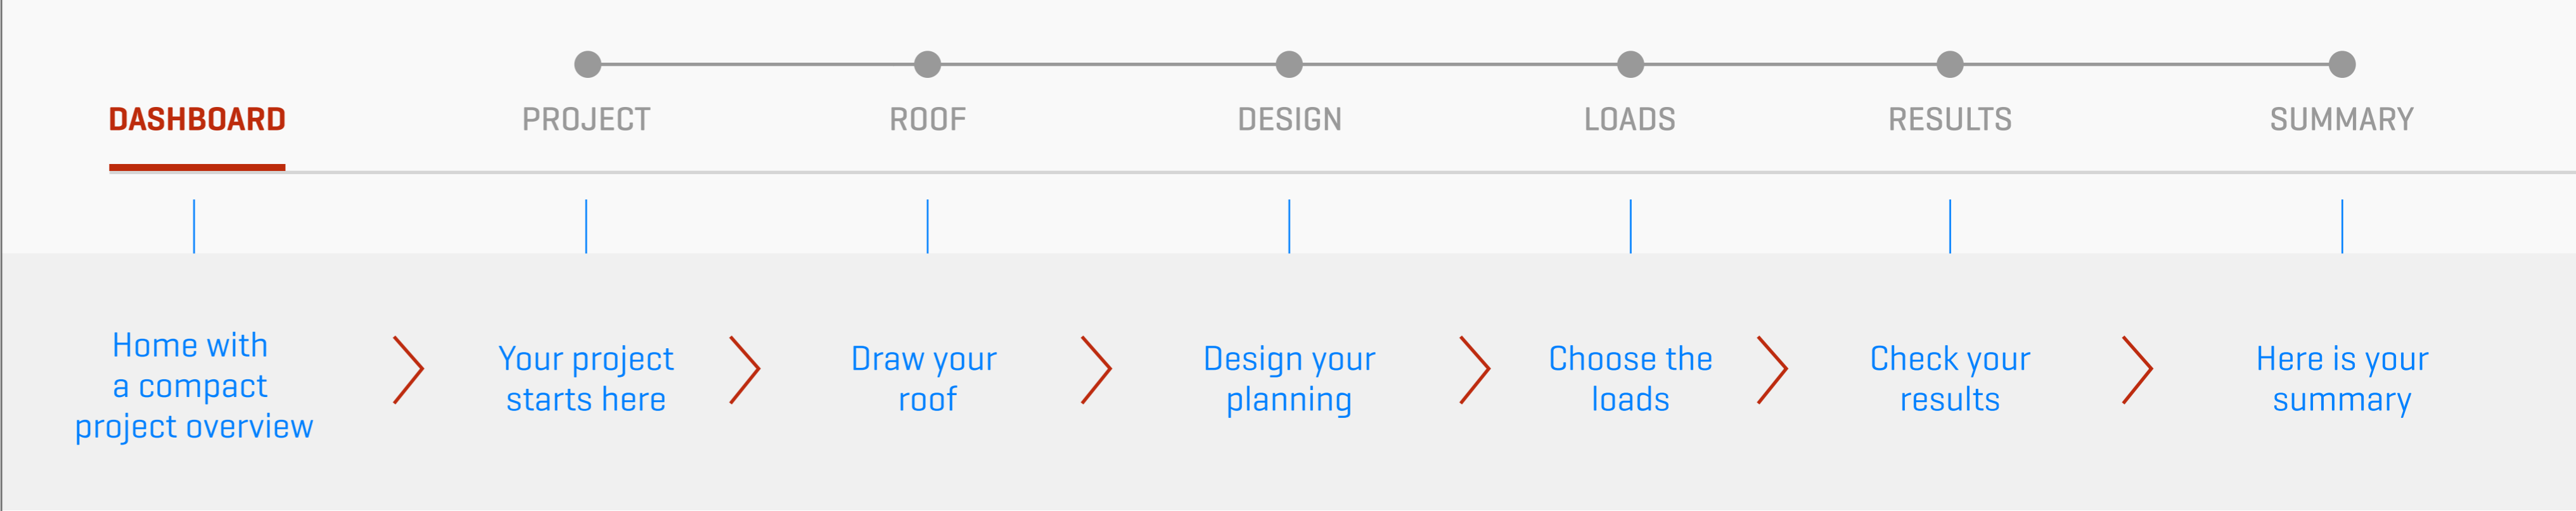 DASHBOARD
PROJECT
ROOF
DESIGN
LOADS
RESULTS
SUMMARY
Home with
a compact
project overview
Your project
starts here
Draw your
roof
Design your
planning
Choose the
loads
Check your
results
Here is your
summary